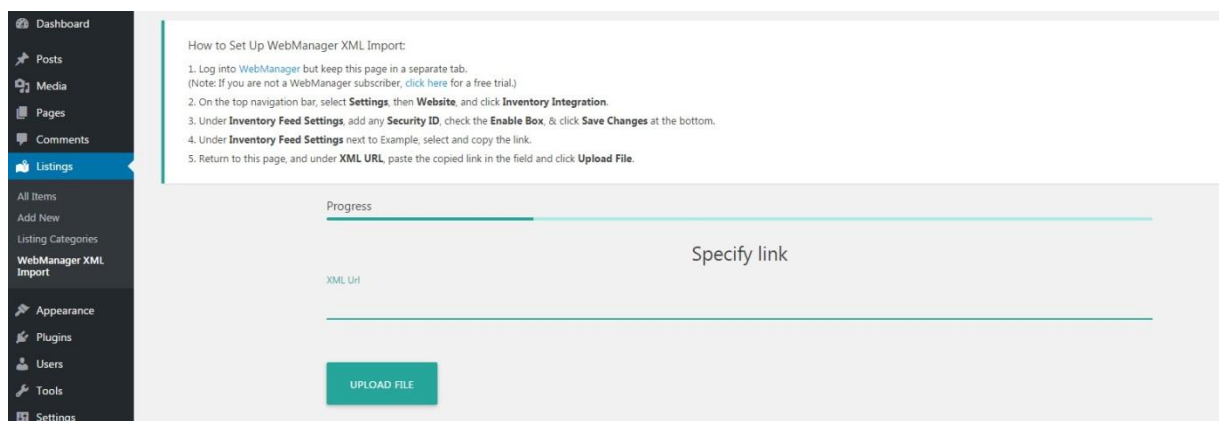 Dashboard
Posts
Media
Pages
Comments
Listings
All Items
Add New
Listing Categories
WebManager XML
Import
Appearance
Plugins
Users
Tools
Settings
How to Set Up WebManager XML Import:
1. Log into WebManager but keep this page in a separate tab.
(Note: If you are not a WebManager subscriber, click here for a free trial.)
2. On the top navigation bar, select Settings, then Website, and click Inventory Integration.
3. Under Inventory Feed Settings, add any Security ID, check the Enable Box, & click Save Changes at the bottom.
4. Under Inventory Feed Settings next to Example, select and copy the link.
5. Return to this page, and under XML URL, paste the copied link in the field and click Upload File.
Progress
Specify link
XML Url
UPLOAD FILE